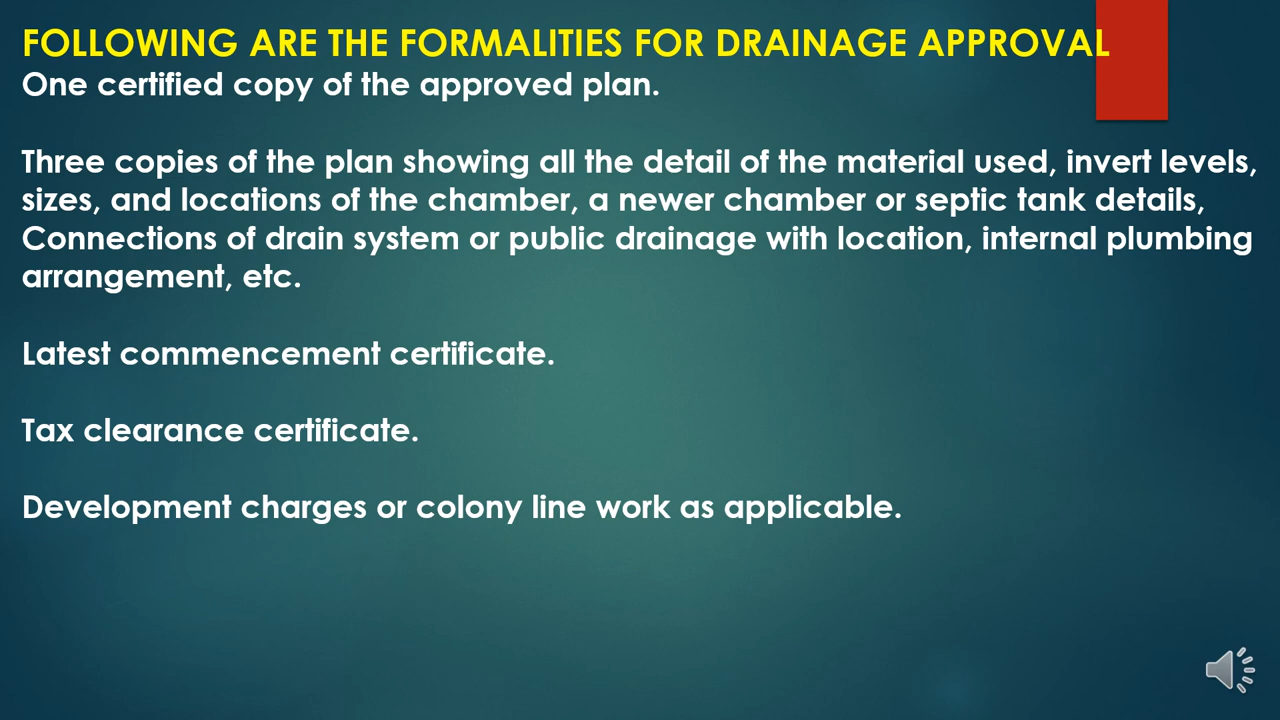 FOLLOWING ARE THE FORMALITIES FOR DRAINAGE APPROVAL
One certified copy of the approved plan.
Three copies of the plan showing all the detail of the material used, invert levels,
sizes, and locations of the chamber, a newer chamber or septic tank details,
Connections of drain system or public drainage with location, internal plumbing
arrangement, etc.
Latest commencement certificate.
Tax clearance certificate.
Development charges or colony line work as applicable.